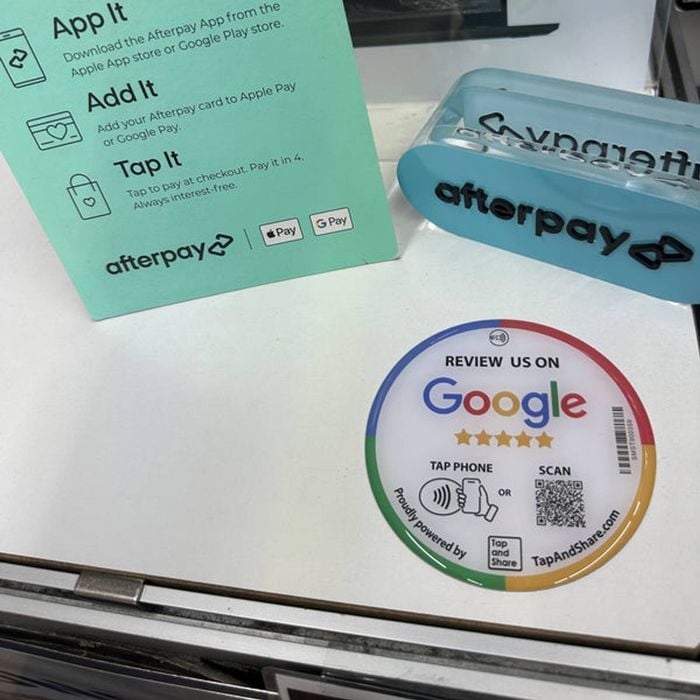 App It
Download the Afterpay App from the
Apple App store or Google Play store.
Add It
Add your Afterpay card to Apple Pay
or Google Pay.
Tap It
Tap to pay at checkout. Pay it in 4.
Always interest-free.
afterpay
Pay
G Pay
afterpay
afterpay
NFC
REVIEW US ON
Google
TAP PHONE
OR
SCAN
Proudly powered by
Tap
and
Share
TapAndShare.com